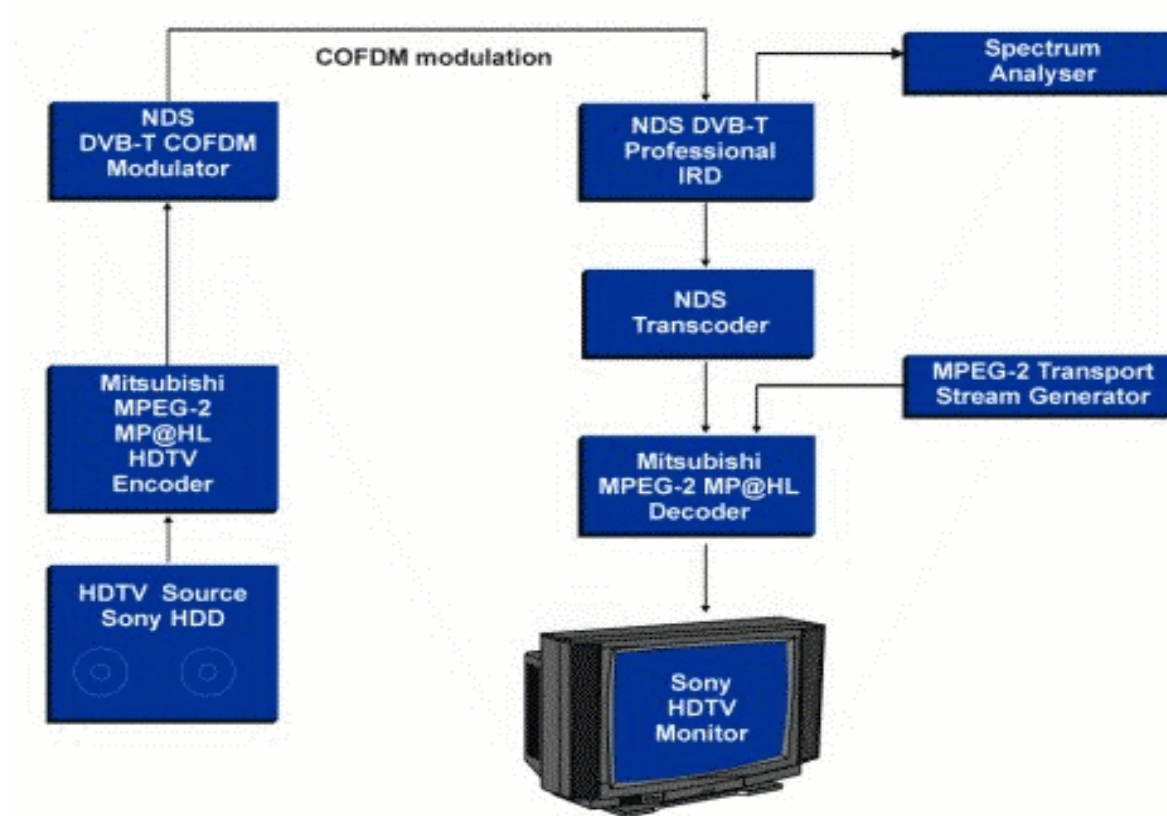 COFDM modulation
Spectrum
Analyser
NDS
DVB-T COFDM
Modulator
NDS DVB-T
Professional
IRD
NDS
Transcoder
Mitsubishi
MPEG-2
MP@HL
HDTV
Encoder
MPEG-2 Transport
Stream Generator
Mitsubishi
MPEG-2 MP@HL
Decoder
HDTV Source
Sony HDD
Sony
HDTV
Monitor